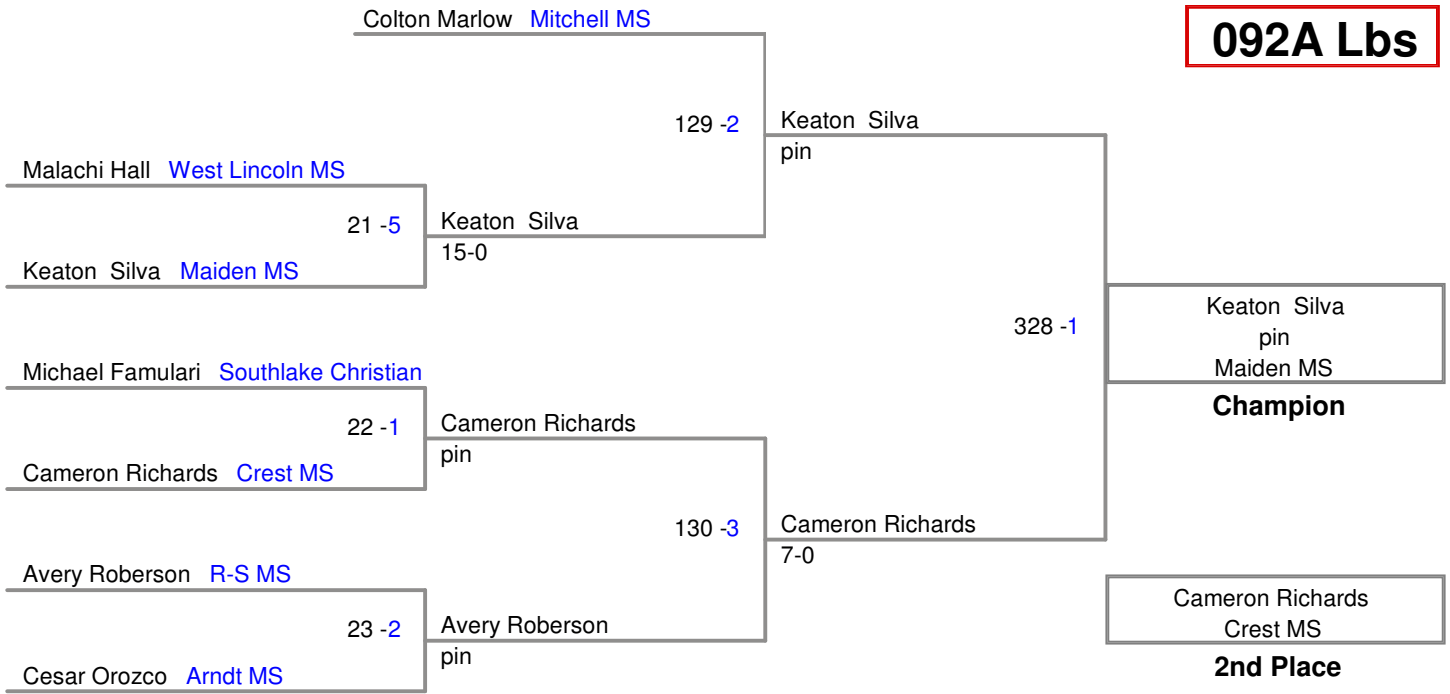 Colton Marlow Mitchell MS
092A Lbs
129 -2
Keaton Silva
pin
Malachi Hall West Lincoln MS
21 -5
Keaton Silva
15-0
Keaton Silva Maiden MS
328 -1
Keaton Silva
pin
Maiden MS
Champion
Michael Famulari Southlake Christian
22 -1
Cameron Richards
pin
Cameron Richards Crest MS
130 -3
Cameron Richards
7-0
Avery Roberson R-S MS
23 -2
Avery Roberson
pin
Cesar Orozco Arndt MS
Cameron Richards
Crest MS
2nd Place